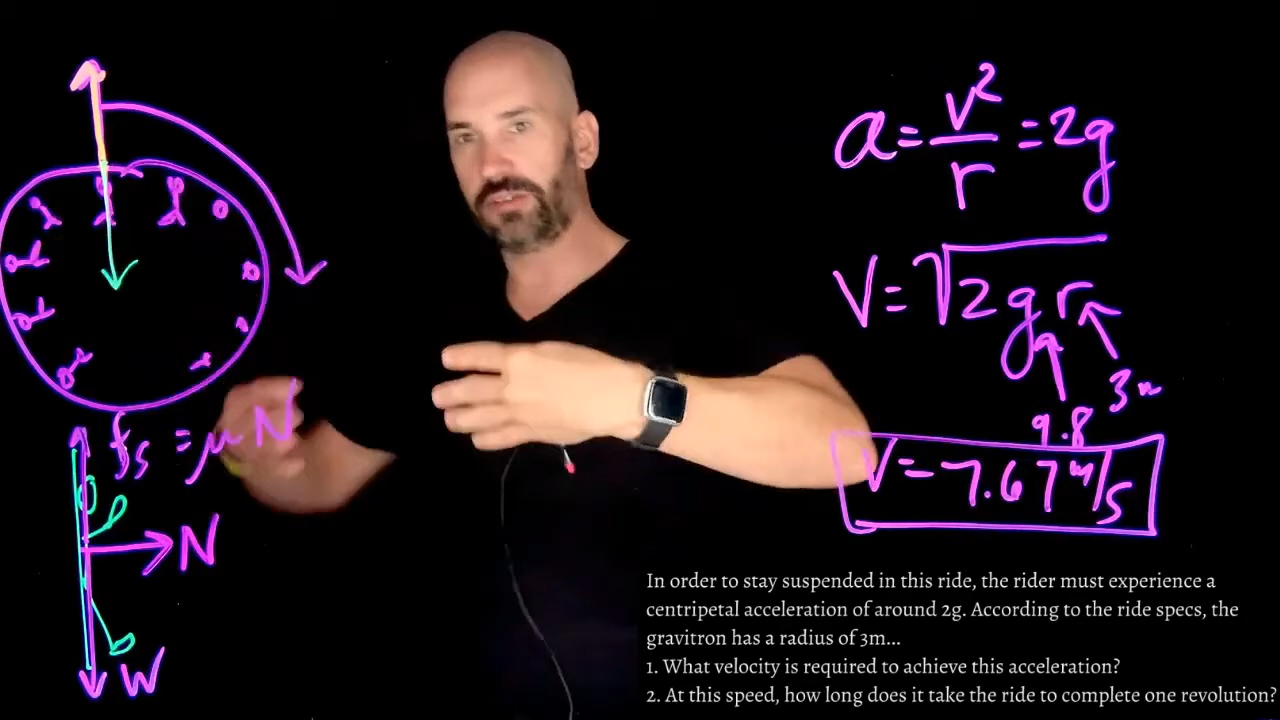 a = v²/r = 2g
V = √2gr
3m
9.8
V = 7.67 m/s
fs = μN
N
W
In order to stay suspended in this ride, the rider must experience a
centripetal acceleration of around 2g. According to the ride specs, the
gravitron has a radius of 3m...
1. What velocity is required to achieve this acceleration?
2. At this speed, how long does it take the ride to complete one revolution?